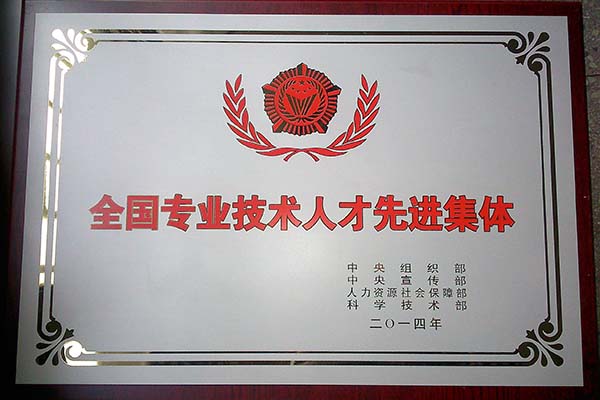 全国专业技术人才先进集体
中央组织部
中央宣传部
人力资源社会保障部
科学技术部
二〇一四年